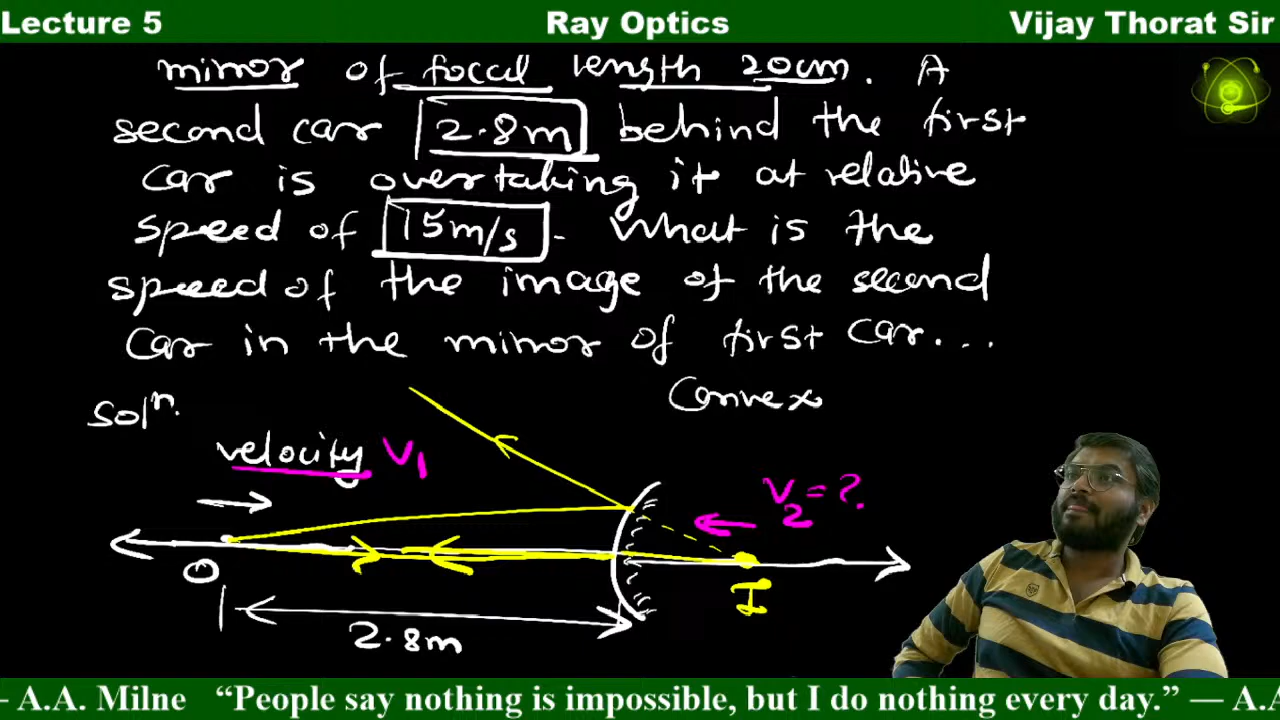 Lecture 5 Ray Optics Vijay Thorat Sir
mirror of focal length 20cm. A
second car 2.8m behind the first
car is overtaking it at relative
speed of 15m/s. What is the
speed of the image of the second
Car in the mirror of first car...
Solⁿ. Convex
velocity V₁
V₂ = ?
O
I
2.8m
– A.A. Milne “People say nothing is impossible, but I do nothing every day.” — A.A